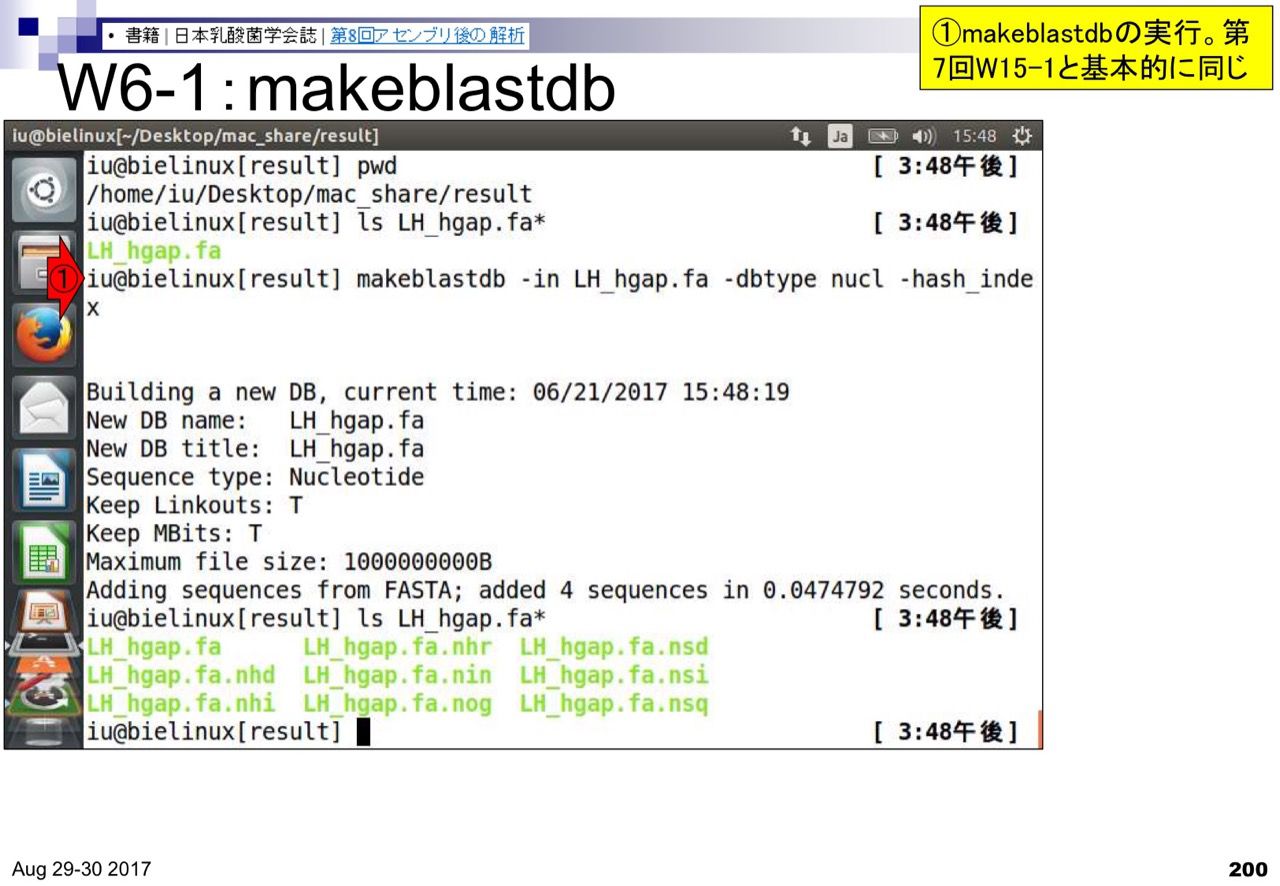 • 書籍 | 日本乳酸菌学会誌 | 第8回アセンブリ後の解析
①makeblastdbの実行。第
7回W15-1と基本的に同じ
W6-1:makeblastdb
iu@bielinux[~/Desktop/mac_share/result] Ja 15:48
iu@bielinux[result] pwd [ 3:48午後]
/home/iu/Desktop/mac_share/result
iu@bielinux[result] ls LH_hgap.fa* [ 3:48午後]
LH_hgap.fa
① iu@bielinux[result] makeblastdb -in LH_hgap.fa -dbtype nucl -hash_inde
x
Building a new DB, current time: 06/21/2017 15:48:19
New DB name:   LH_hgap.fa
New DB title:  LH_hgap.fa
Sequence type: Nucleotide
Keep Linkouts: T
Keep MBits: T
Maximum file size: 1000000000B
Adding sequences from FASTA; added 4 sequences in 0.0474792 seconds.
iu@bielinux[result] ls LH_hgap.fa* [ 3:48午後]
LH_hgap.fa      LH_hgap.fa.nhr  LH_hgap.fa.nsd
LH_hgap.fa.nhd  LH_hgap.fa.nin  LH_hgap.fa.nsi
LH_hgap.fa.nhi  LH_hgap.fa.nog  LH_hgap.fa.nsq
iu@bielinux[result] [ 3:48午後]
Aug 29-30 2017
200